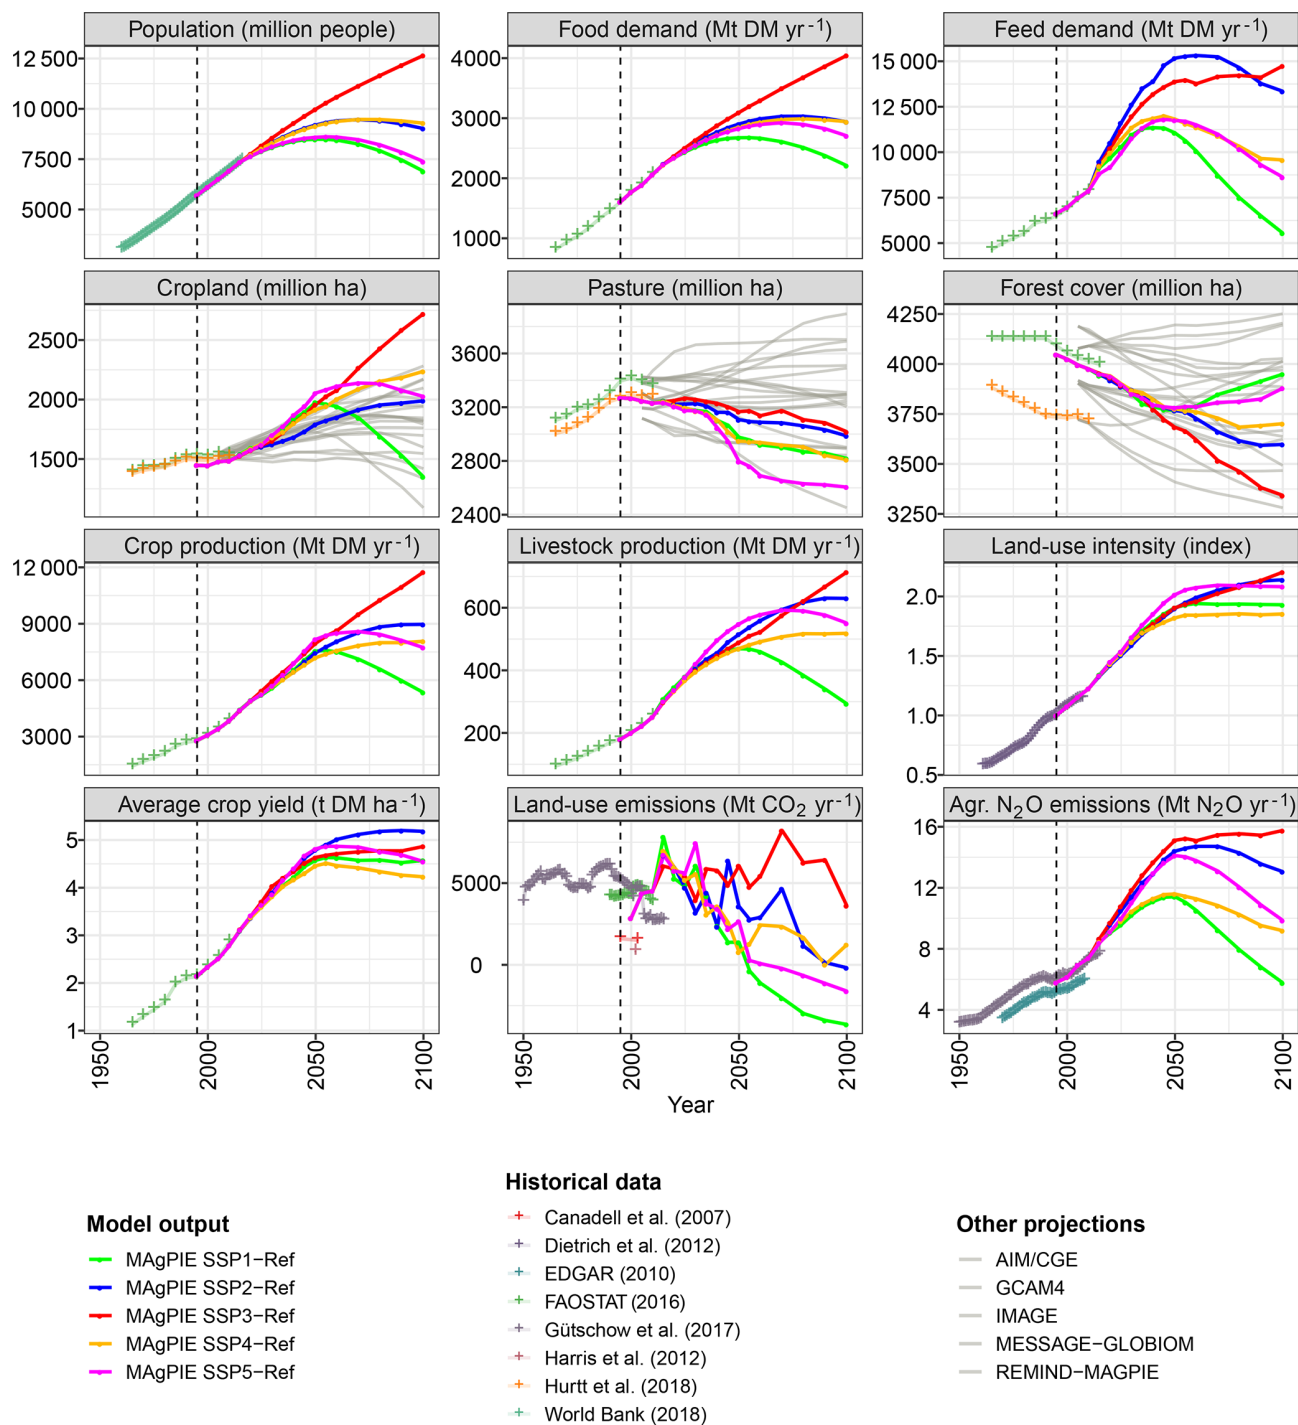 Population (million people)
Food demand (Mt DM yr−1)
Feed demand (Mt DM yr−1)
12 500
10 000
7500
5000
4000
3000
2000
1000
15 000
12 500
10 000
7500
5000
Cropland (million ha)
Pasture (million ha)
Forest cover (million ha)
2500
2000
1500
3600
3200
2800
2400
4250
4000
3750
3500
3250
Crop production (Mt DM yr−1)
Livestock production (Mt DM yr−1)
Land-use intensity (index)
12 000
9000
6000
3000
600
400
200
2.0
1.5
1.0
0.5
Average crop yield (t DM ha−1)
Land-use emissions (Mt CO2 yr−1)
Agr. N2O emissions (Mt N2O yr−1)
5
4
3
2
1
5000
0
16
12
8
4
1950
2000
2050
2100
1950
2000
2050
2100
1950
2000
2050
2100
Year
Model output
MAgPIE SSP1−Ref
MAgPIE SSP2−Ref
MAgPIE SSP3−Ref
MAgPIE SSP4−Ref
MAgPIE SSP5−Ref
Historical data
Canadell et al. (2007)
Dietrich et al. (2012)
EDGAR (2010)
FAOSTAT (2016)
Gütschow et al. (2017)
Harris et al. (2012)
Hurtt et al. (2018)
World Bank (2018)
Other projections
AIM/CGE
GCAM4
IMAGE
MESSAGE−GLOBIOM
REMIND−MAGPIE